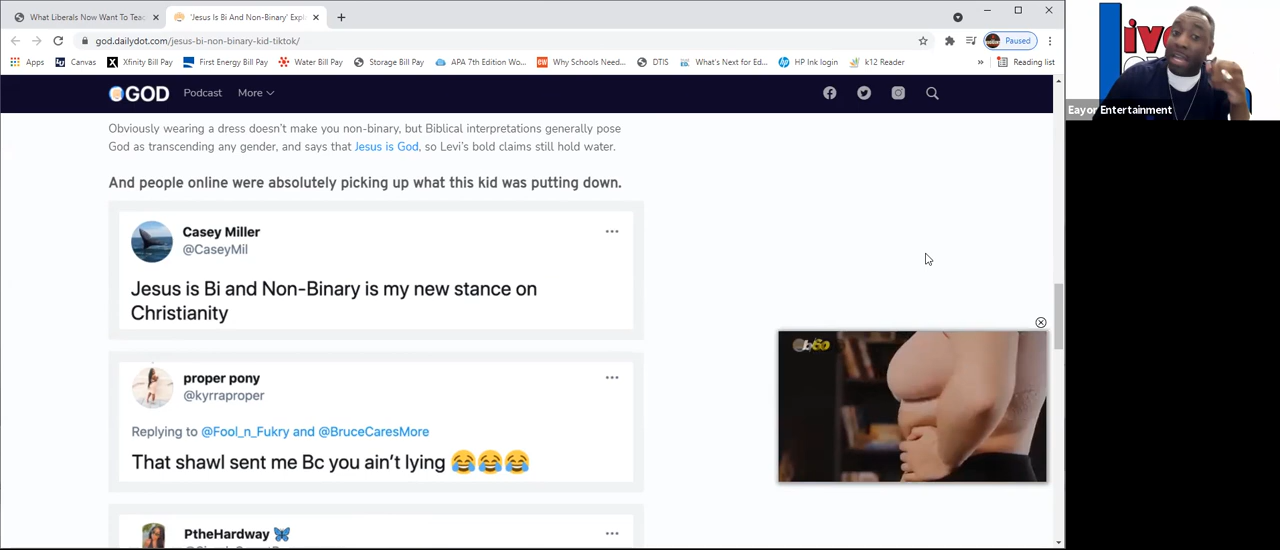 What Liberals Now Want To Teac
'Jesus Is Bi And Non-Binary' Expl
god.dailydot.com/jesus-bi-non-binary-kid-tiktok/
Paused
Apps
Canvas
Xfinity Bill Pay
First Energy Bill Pay
Water Bill Pay
Storage Bill Pay
APA 7th Edition Wo...
Why Schools Need...
DTIS
What's Next for Ed...
HP Ink login
k12 Reader
»
Reading list
GOD
Podcast
More
Obviously wearing a dress doesn't make you non-binary, but Biblical interpretations generally pose
God as transcending any gender, and says that Jesus is God, so Levi's bold claims still hold water.
And people online were absolutely picking up what this kid was putting down.
Casey Miller
@CaseyMil
Jesus is Bi and Non-Binary is my new stance on
Christianity
proper pony
@kyrraproper
Replying to @Fool_n_Fukry and @BruceCaresMore
That shawl sent me Bc you ain't lying 😂😂😂
PtheHardway 🦋
Eayor Entertainment